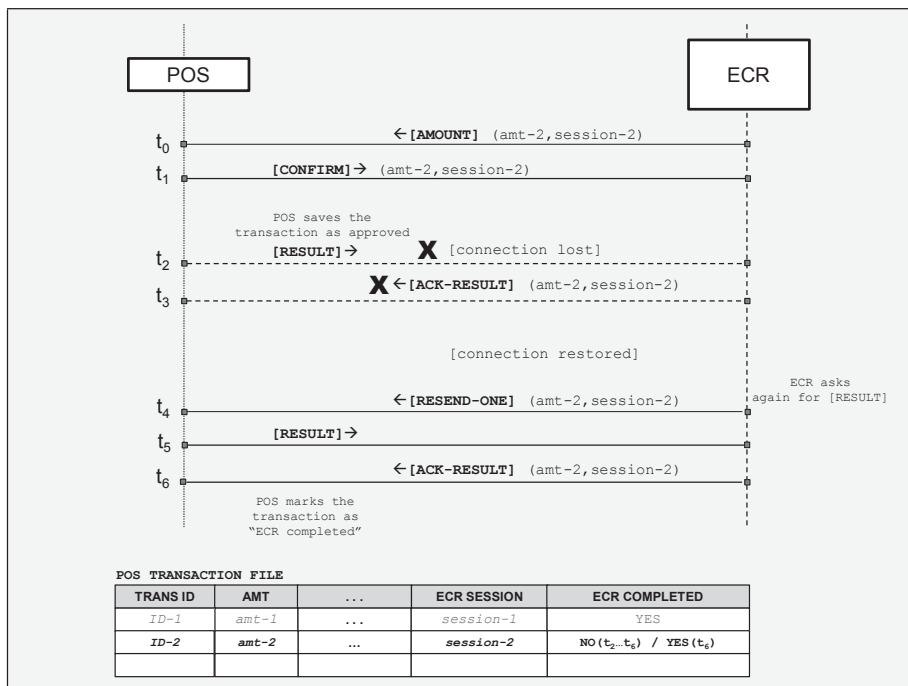 POS
ECR
t0 ←[AMOUNT] (amt-2,session-2)
t1 [CONFIRM]→ (amt-2,session-2)
POS saves the
transaction as approved
t2 [RESULT]→ X [connection lost]
t3 X ←[ACK-RESULT] (amt-2,session-2)
[connection restored]
ECR asks
again for [RESULT]
t4 ←[RESEND-ONE] (amt-2,session-2)
t5 [RESULT]→
t6 ←[ACK-RESULT] (amt-2,session-2)
POS marks the
transaction as
“ECR completed”
POS TRANSACTION FILE
TRANS ID AMT ... ECR SESSION ECR COMPLETED
ID-1 amt-1 ... session-1 YES
ID-2 amt-2 ... session-2 NO(t2…t6) / YES(t6)